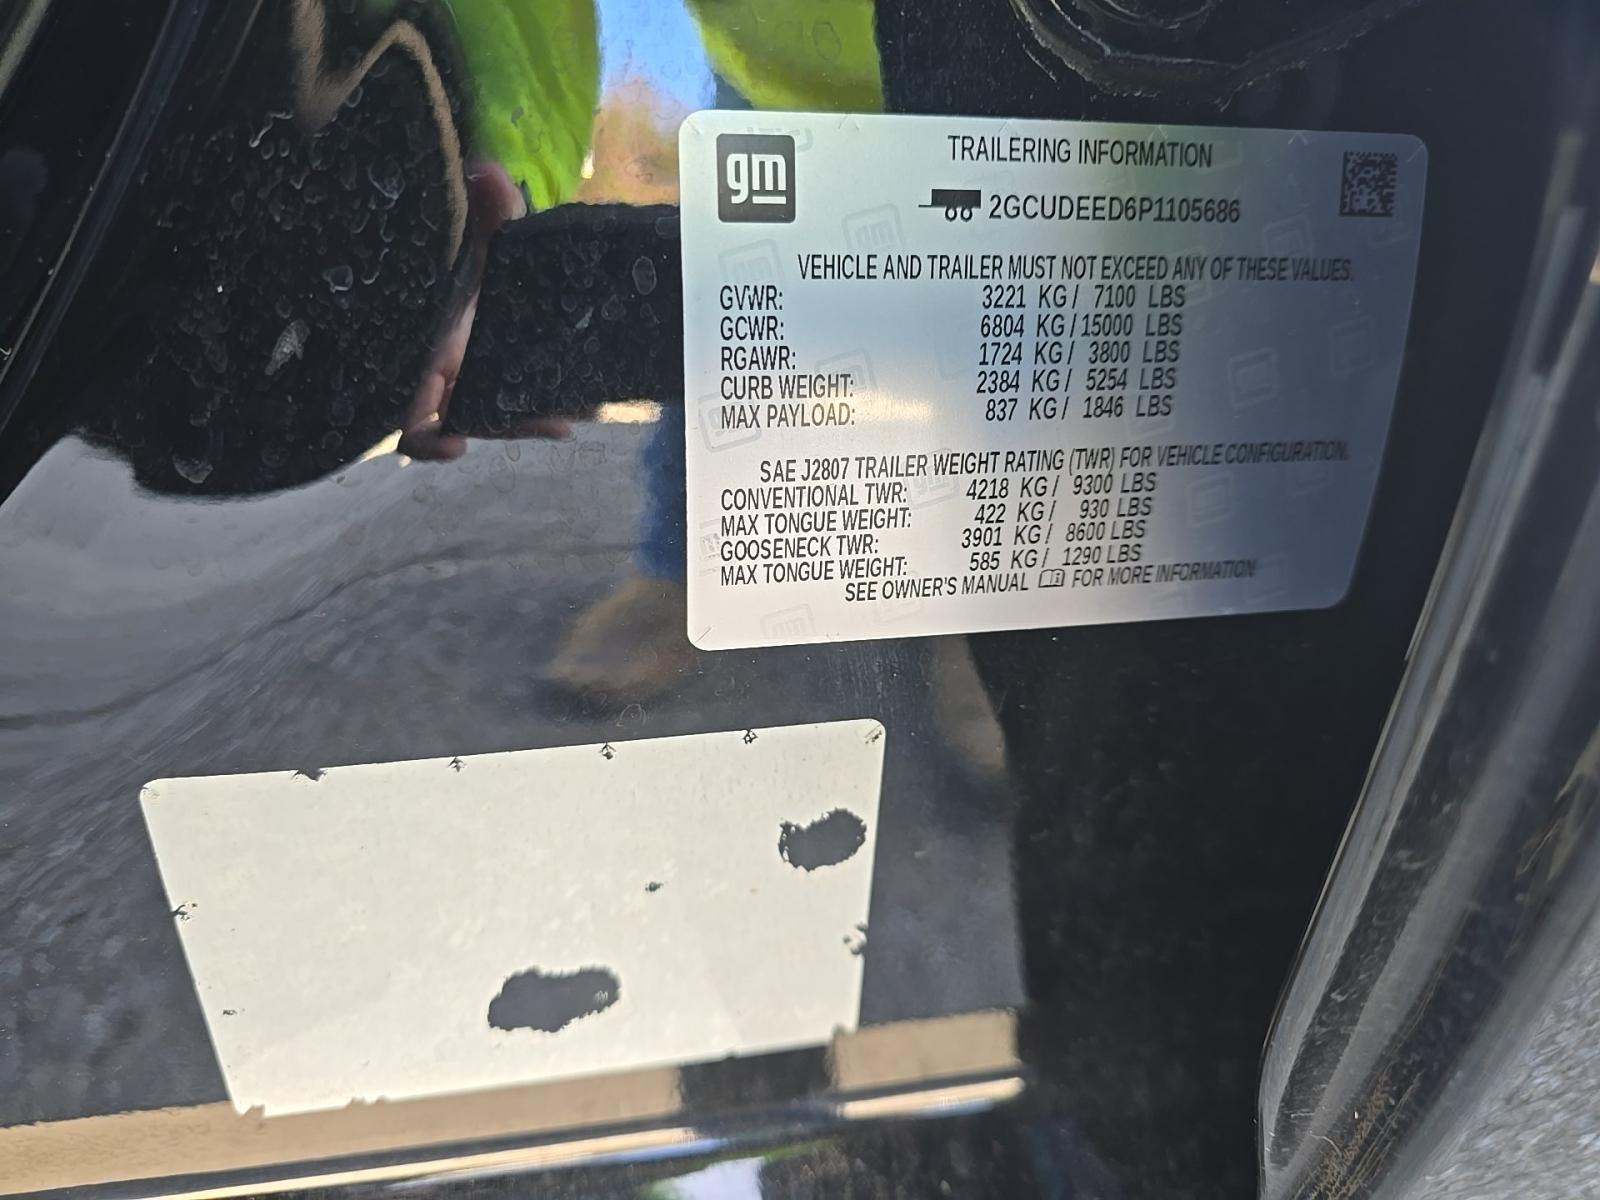 gm
TRAILERING INFORMATION
2GCUDEED6P1105686
VEHICLE AND TRAILER MUST NOT EXCEED ANY OF THESE VALUES.
GVWR: 3221 KG / 7100 LBS
GCWR: 6804 KG / 15000 LBS
RGAWR: 1724 KG / 3800 LBS
CURB WEIGHT: 2384 KG / 5254 LBS
MAX PAYLOAD: 837 KG / 1846 LBS
SAE J2807 TRAILER WEIGHT RATING (TWR) FOR VEHICLE CONFIGURATION.
CONVENTIONAL TWR: 4218 KG / 9300 LBS
MAX TONGUE WEIGHT: 422 KG / 930 LBS
GOOSENECK TWR: 3901 KG / 8600 LBS
MAX TONGUE WEIGHT: 585 KG / 1290 LBS
SEE OWNER'S MANUAL FOR MORE INFORMATION